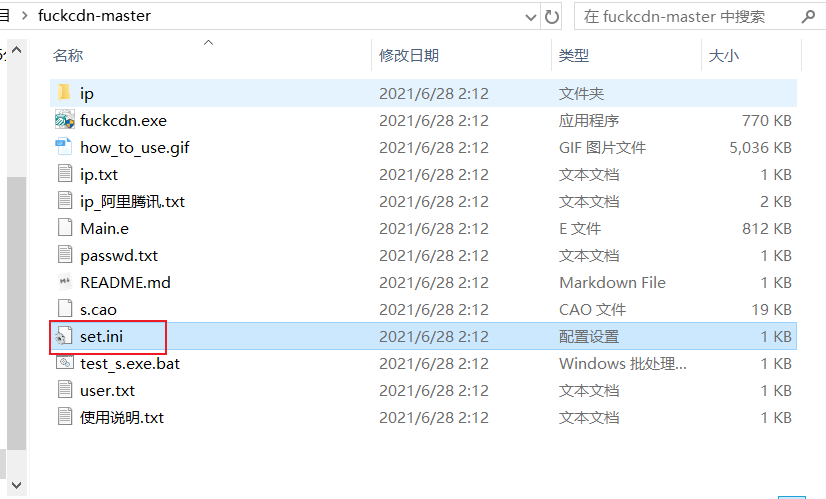 目 fuckcdn-master 在 fuckcdn-master 中搜索
名称 修改日期 类型 大小
ip 2021/6/28 2:12 文件夹
fuckcdn.exe 2021/6/28 2:12 应用程序 770 KB
how_to_use.gif 2021/6/28 2:12 GIF 图片文件 5,036 KB
ip.txt 2021/6/28 2:12 文本文档 1 KB
ip_阿里腾讯.txt 2021/6/28 2:12 文本文档 2 KB
Main.e 2021/6/28 2:12 E 文件 812 KB
passwd.txt 2021/6/28 2:12 文本文档 1 KB
README.md 2021/6/28 2:12 Markdown File 1 KB
s.cao 2021/6/28 2:12 CAO 文件 19 KB
set.ini 2021/6/28 2:12 配置设置 1 KB
test_s.exe.bat 2021/6/28 2:12 Windows 批处理... 1 KB
user.txt 2021/6/28 2:12 文本文档 1 KB
使用说明.txt 2021/6/28 2:12 文本文档 1 KB